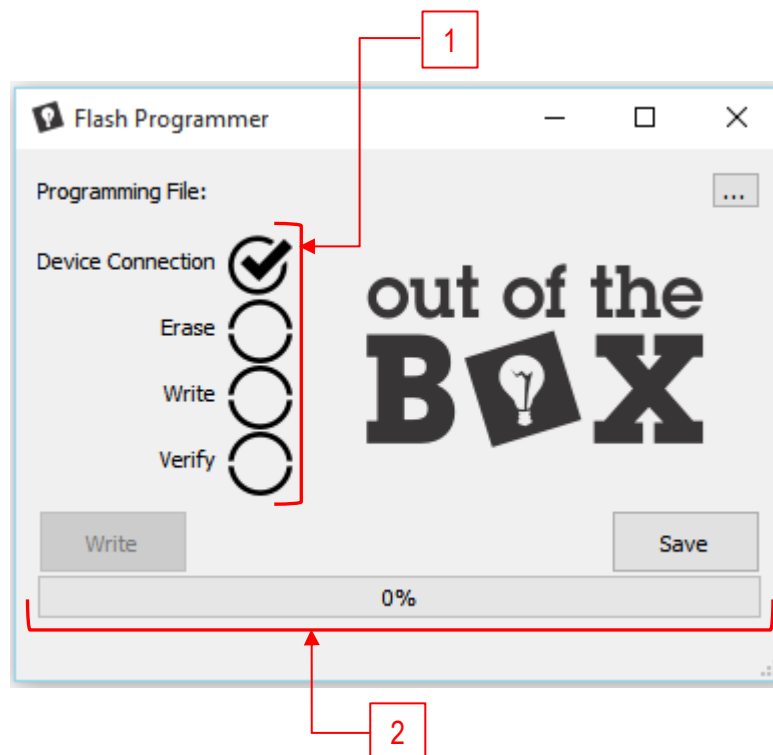 1
Flash Programmer
Programming File:
...
Device Connection
Erase
Write
Verify
out of the
BOX
Write
Save
0%
2